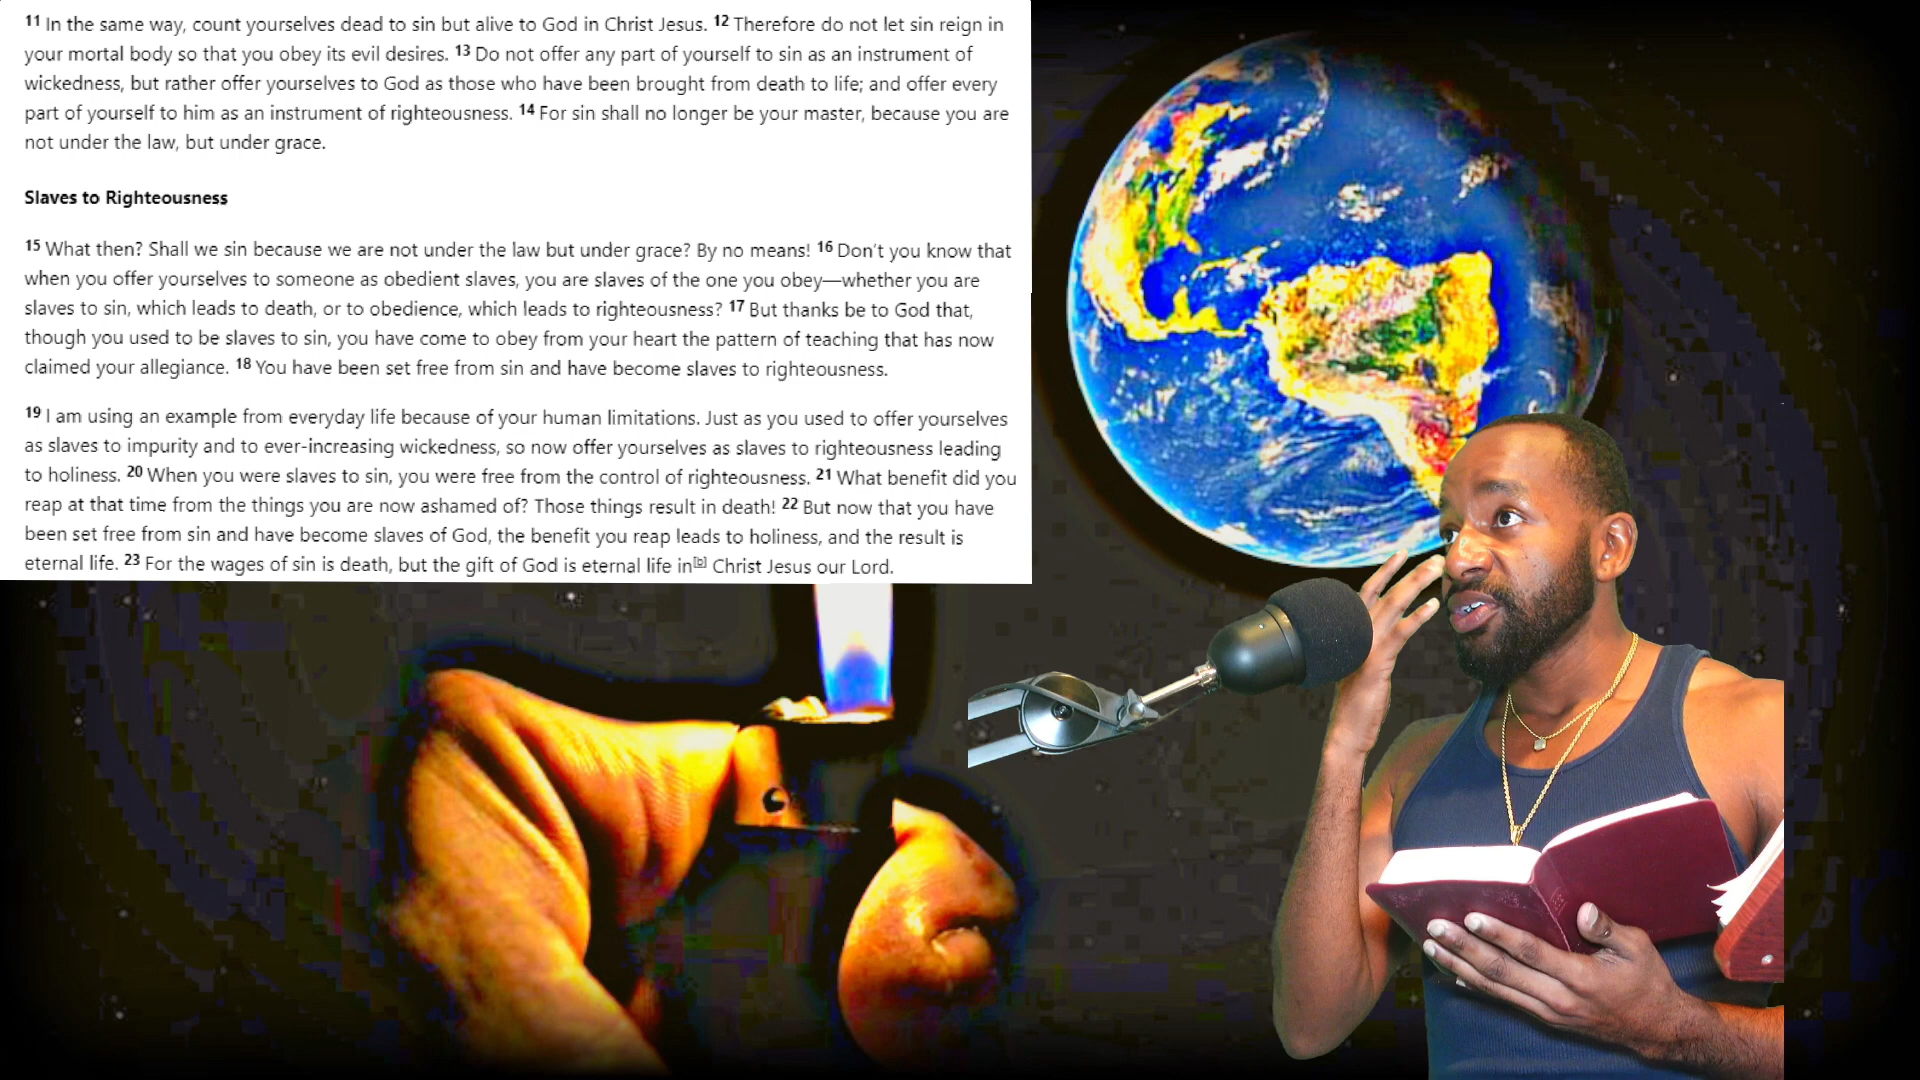 11 In the same way, count yourselves dead to sin but alive to God in Christ Jesus. 12 Therefore do not let sin reign in
your mortal body so that you obey its evil desires. 13 Do not offer any part of yourself to sin as an instrument of
wickedness, but rather offer yourselves to God as those who have been brought from death to life; and offer every
part of yourself to him as an instrument of righteousness. 14 For sin shall no longer be your master, because you are
not under the law, but under grace.
Slaves to Righteousness
15 What then? Shall we sin because we are not under the law but under grace? By no means! 16 Don't you know that
when you offer yourselves to someone as obedient slaves, you are slaves of the one you obey—whether you are
slaves to sin, which leads to death, or to obedience, which leads to righteousness? 17 But thanks be to God that,
though you used to be slaves to sin, you have come to obey from your heart the pattern of teaching that has now
claimed your allegiance. 18 You have been set free from sin and have become slaves to righteousness.
19 I am using an example from everyday life because of your human limitations. Just as you used to offer yourselves
as slaves to impurity and to ever-increasing wickedness, so now offer yourselves as slaves to righteousness leading
to holiness. 20 When you were slaves to sin, you were free from the control of righteousness. 21 What benefit did you
reap at that time from the things you are now ashamed of? Those things result in death! 22 But now that you have
been set free from sin and have become slaves of God, the benefit you reap leads to holiness, and the result is
eternal life. 23 For the wages of sin is death, but the gift of God is eternal life in[b] Christ Jesus our Lord.